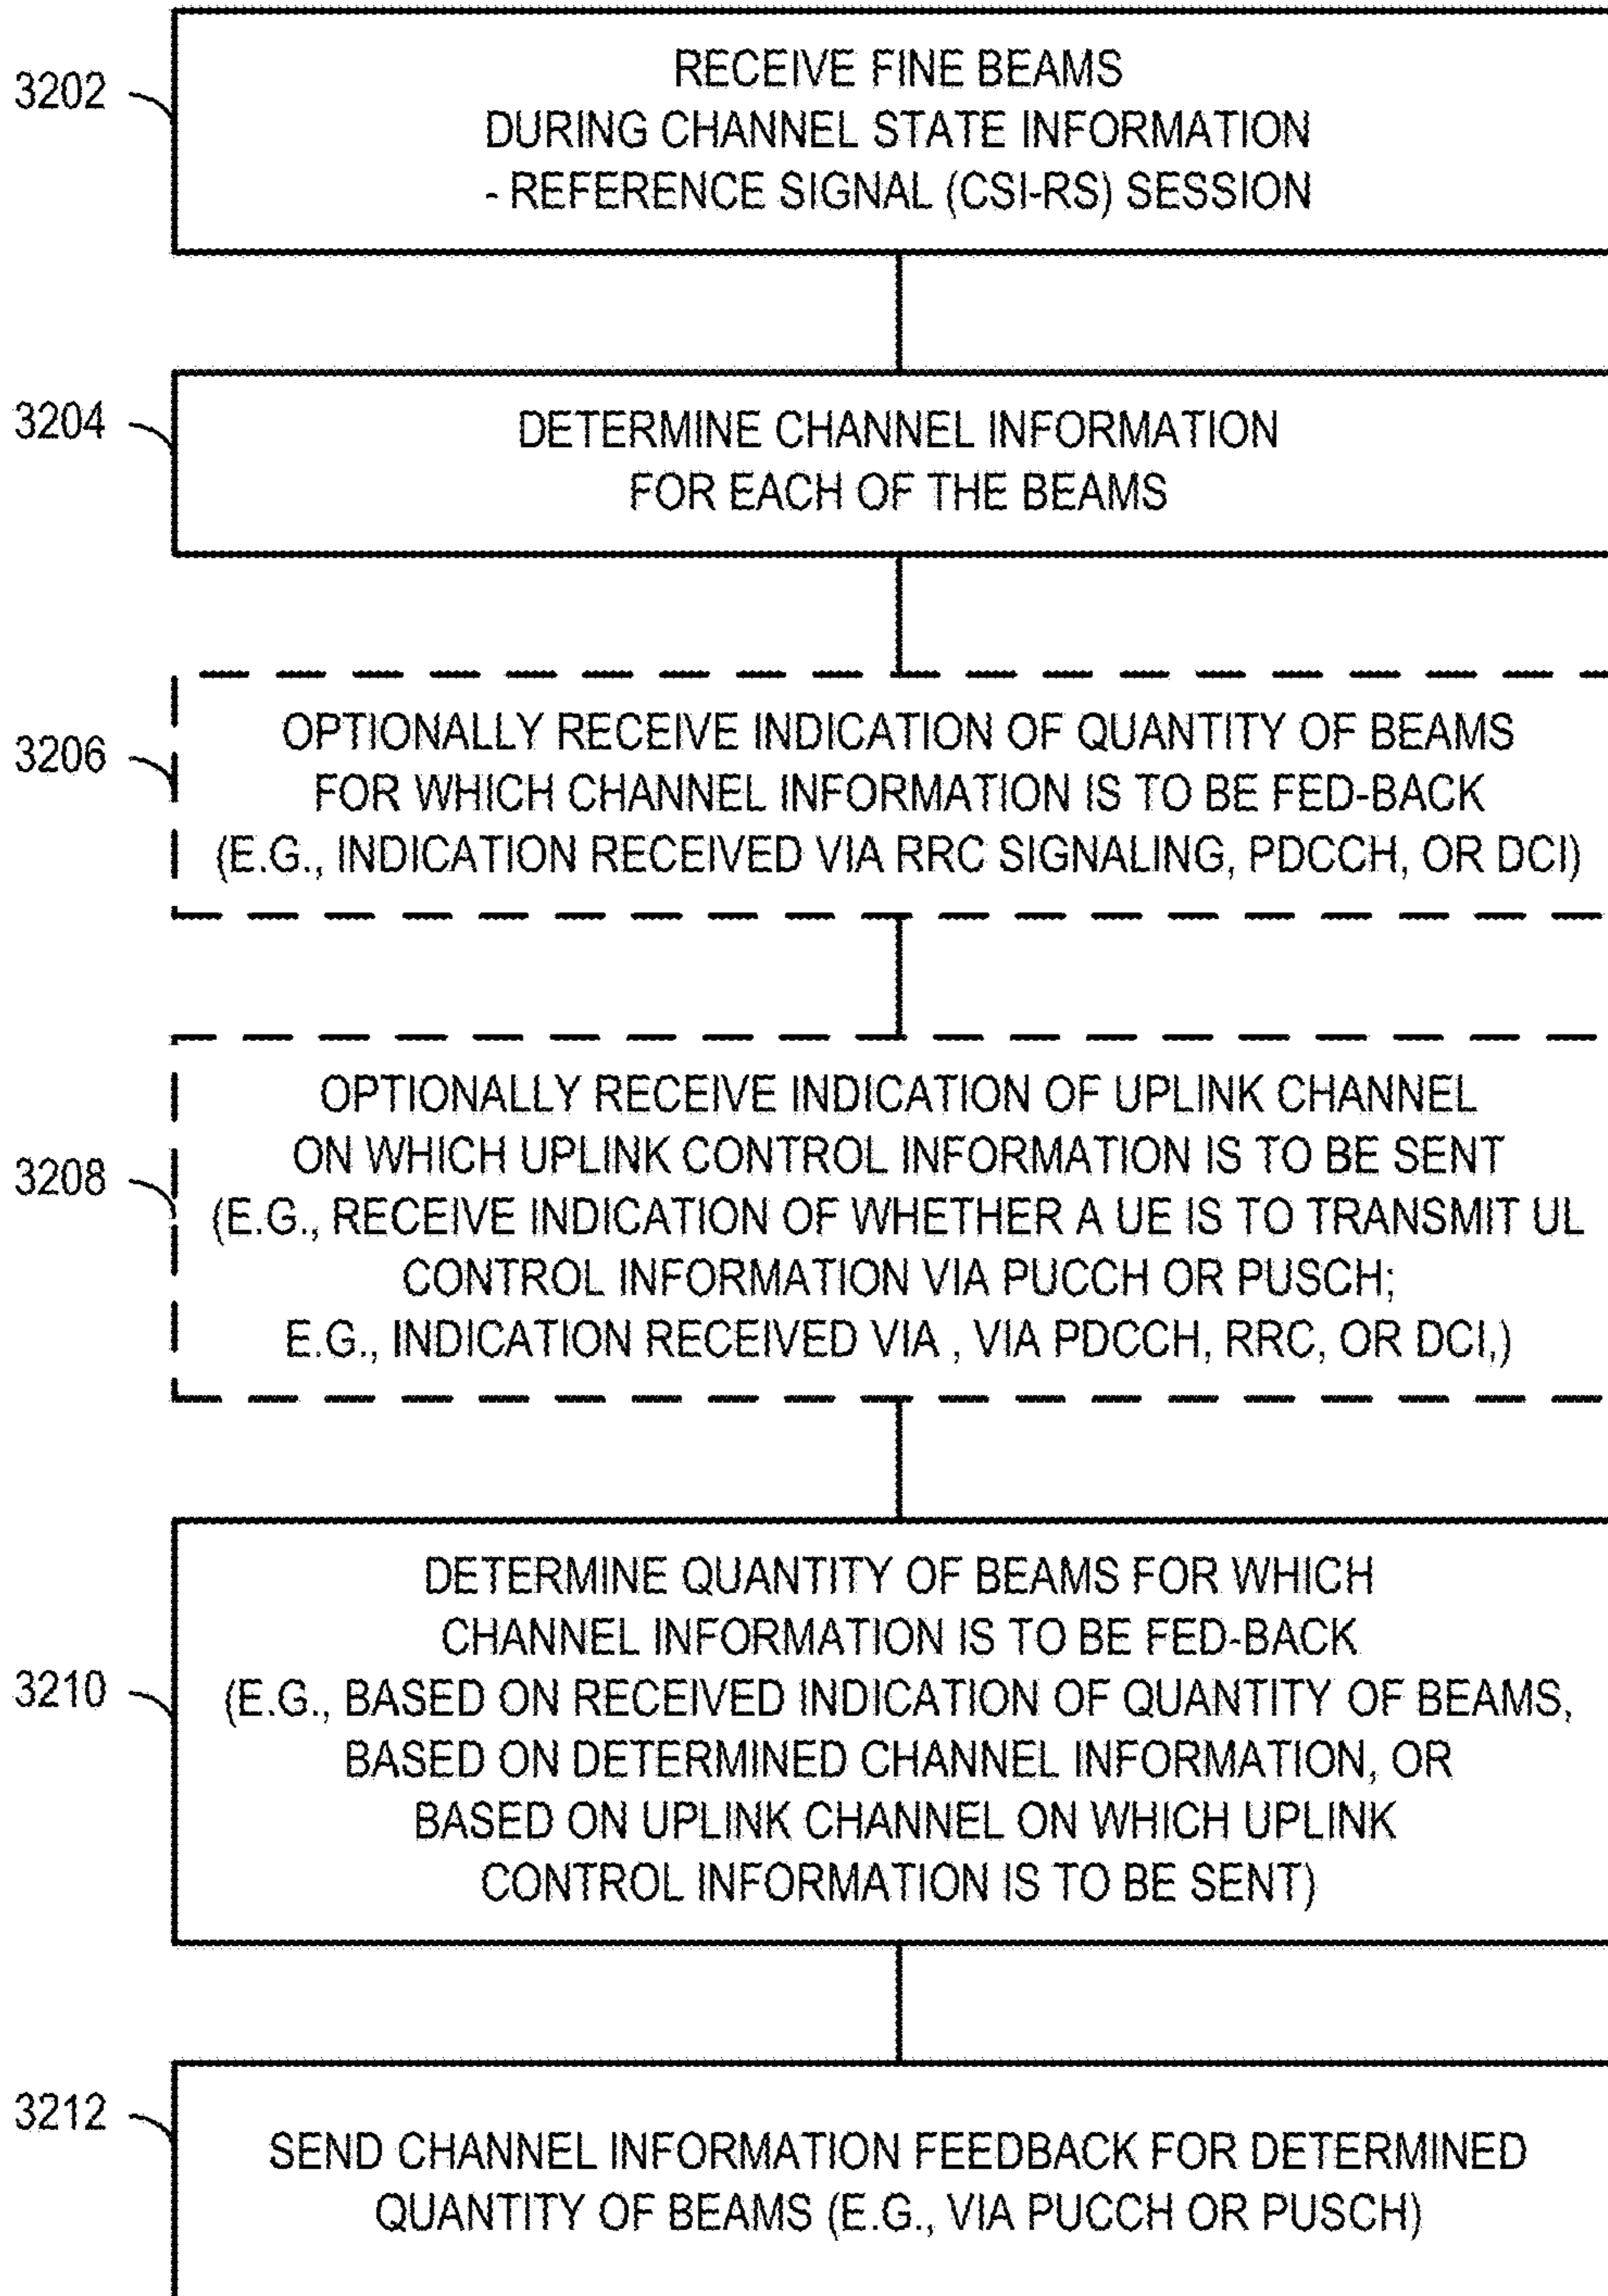 3202
RECEIVE FINE BEAMS
DURING CHANNEL STATE INFORMATION
- REFERENCE SIGNAL (CSI-RS) SESSION
3204
DETERMINE CHANNEL INFORMATION
FOR EACH OF THE BEAMS
3206
OPTIONALLY RECEIVE INDICATION OF QUANTITY OF BEAMS
FOR WHICH CHANNEL INFORMATION IS TO BE FED-BACK
(E.G., INDICATION RECEIVED VIA RRC SIGNALING, PDCCH, OR DCI)
3208
OPTIONALLY RECEIVE INDICATION OF UPLINK CHANNEL
ON WHICH UPLINK CONTROL INFORMATION IS TO BE SENT
(E.G., RECEIVE INDICATION OF WHETHER A UE IS TO TRANSMIT UL
CONTROL INFORMATION VIA PUCCH OR PUSCH;
E.G., INDICATION RECEIVED VIA , VIA PDCCH, RRC, OR DCI,)
3210
DETERMINE QUANTITY OF BEAMS FOR WHICH
CHANNEL INFORMATION IS TO BE FED-BACK
(E.G., BASED ON RECEIVED INDICATION OF QUANTITY OF BEAMS,
BASED ON DETERMINED CHANNEL INFORMATION, OR
BASED ON UPLINK CHANNEL ON WHICH UPLINK
CONTROL INFORMATION IS TO BE SENT)
3212
SEND CHANNEL INFORMATION FEEDBACK FOR DETERMINED
QUANTITY OF BEAMS (E.G., VIA PUCCH OR PUSCH)